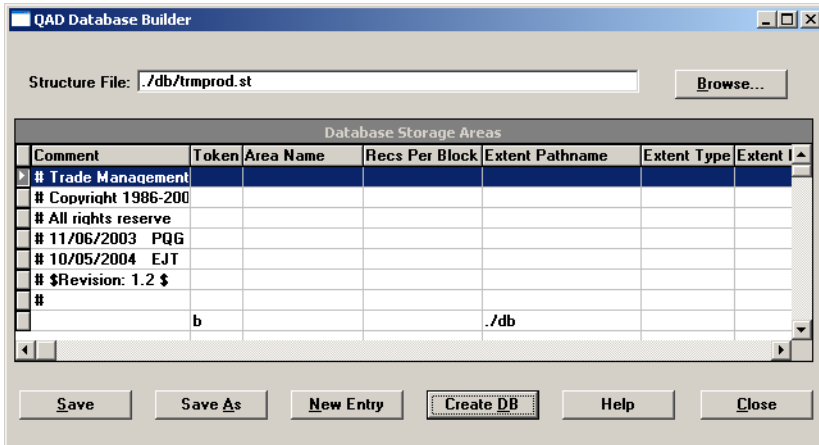 QAD Database Builder
Structure File: ./db/trmprod.st Browse...
Database Storage Areas
Comment Token Area Name Recs Per Block Extent Pathname Extent Type Extent
# Trade Management
# Copyright 1986-200
# All rights reserve
# 11/06/2003 PQG
# 10/05/2004 EJT
# $Revision: 1.2 $
#
b ./db
Save Save As New Entry Create DB Help Close